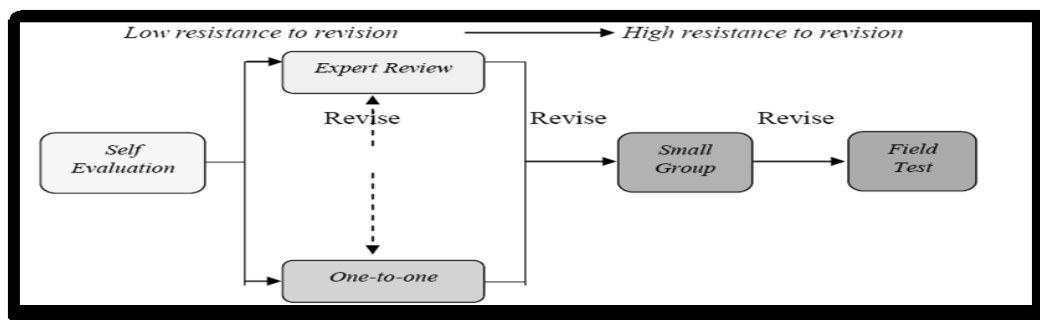 Low resistance to revision
High resistance to revision
Expert Review
Revise
Revise
Revise
Self
Evaluation
Small
Group
Field
Test
One-to-one